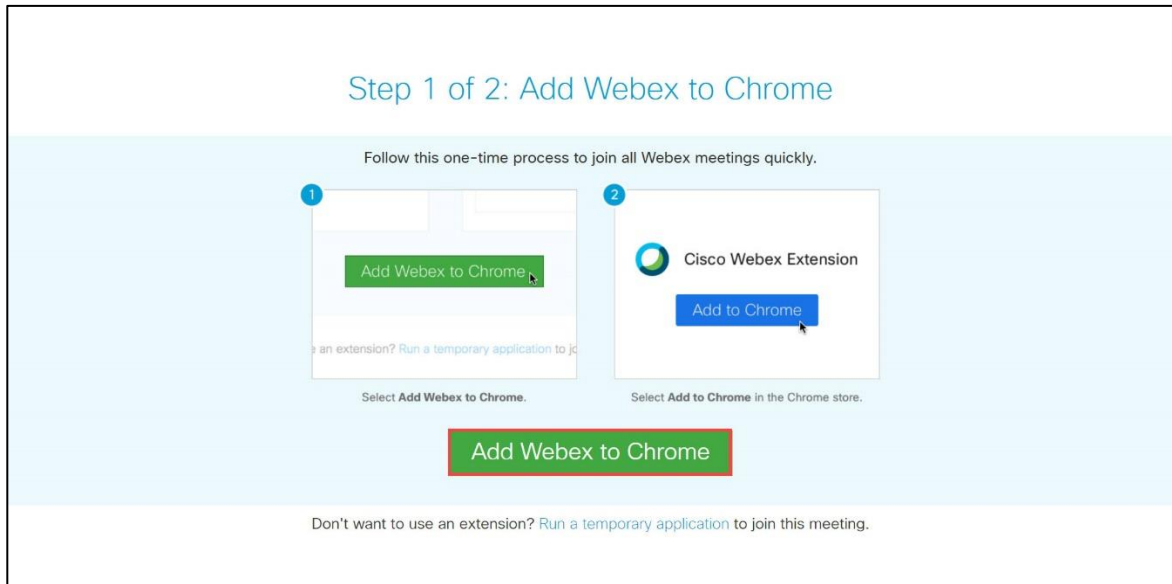 Step 1 of 2: Add Webex to Chrome
Follow this one-time process to join all Webex meetings quickly.
1
Add Webex to Chrome
an extension? Run a temporary application to
Select Add Webex to Chrome.
2
Cisco Webex Extension
Add to Chrome
Select Add to Chrome in the Chrome store.
Add Webex to Chrome
Don't want to use an extension? Run a temporary application to join this meeting.